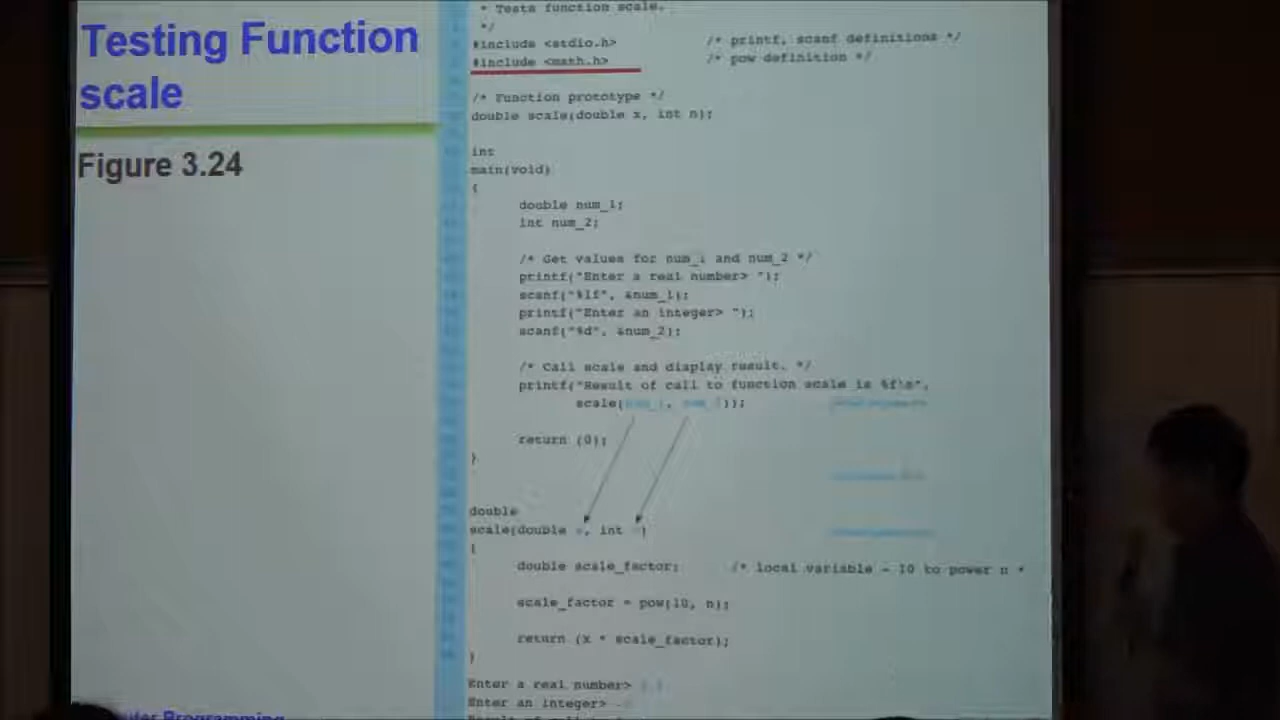 Testing Function
scale
Figure 3.24
* Tests function scale.
*/
#include <stdio.h> /* printf, scanf definitions */
#include <math.h> /* pow definition */
/* Function prototype */
double scale(double x, int n);
int
main(void)
{
double num_1;
int num_2;
/* Get values for num_1 and num_2 */
printf("Enter a real number> ");
scanf("%lf", &num_1);
printf("Enter an integer> ");
scanf("%d", &num_2);
/* Call scale and display result. */
printf("Result of call to function scale is %f\n",
scale(num_1, num_2));
return (0);
}
double
scale(double x, int n)
{
double scale_factor; /* local variable - 10 to power n *
scale_factor = pow(10, n);
return (x * scale_factor);
}
Enter a real number>
Enter an integer>
Programming